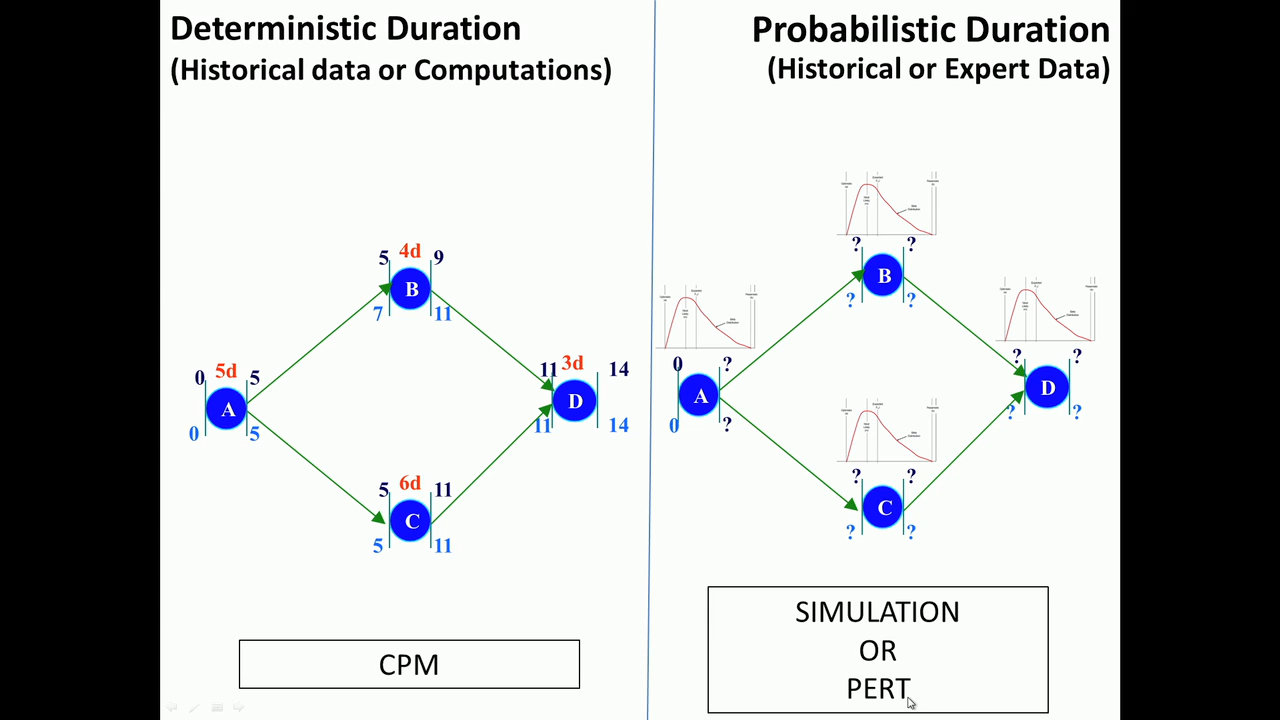 Deterministic Duration
(Historical data or Computations)
5 4d 9
B
7 11
0 5d 5
A
0 5
11 3d 14
D
11 14
5 6d 11
C
5 11
CPM
Probabilistic Duration
(Historical or Expert Data)
? ?
B
? ?
0 ?
A
0 ?
? ?
D
? ?
? ?
C
? ?
SIMULATION
OR
PERT